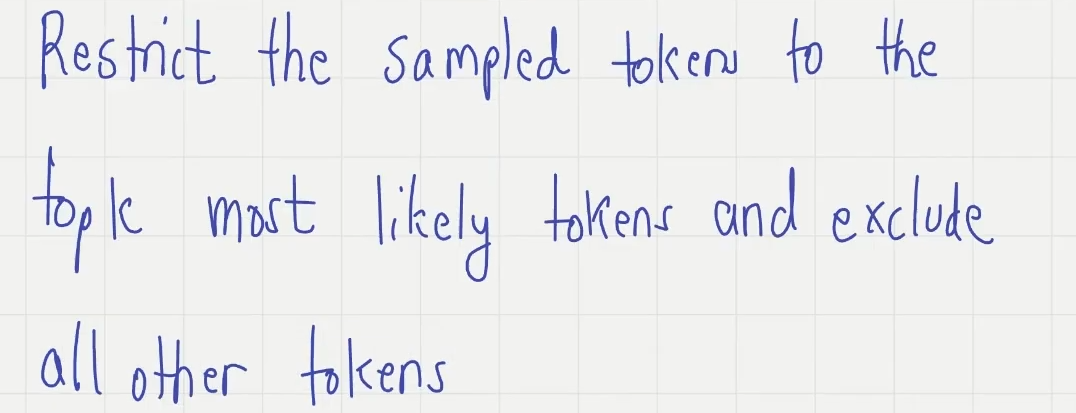 Restrict the sampled tokens to the
top k most likely tokens and exclude
all other tokens